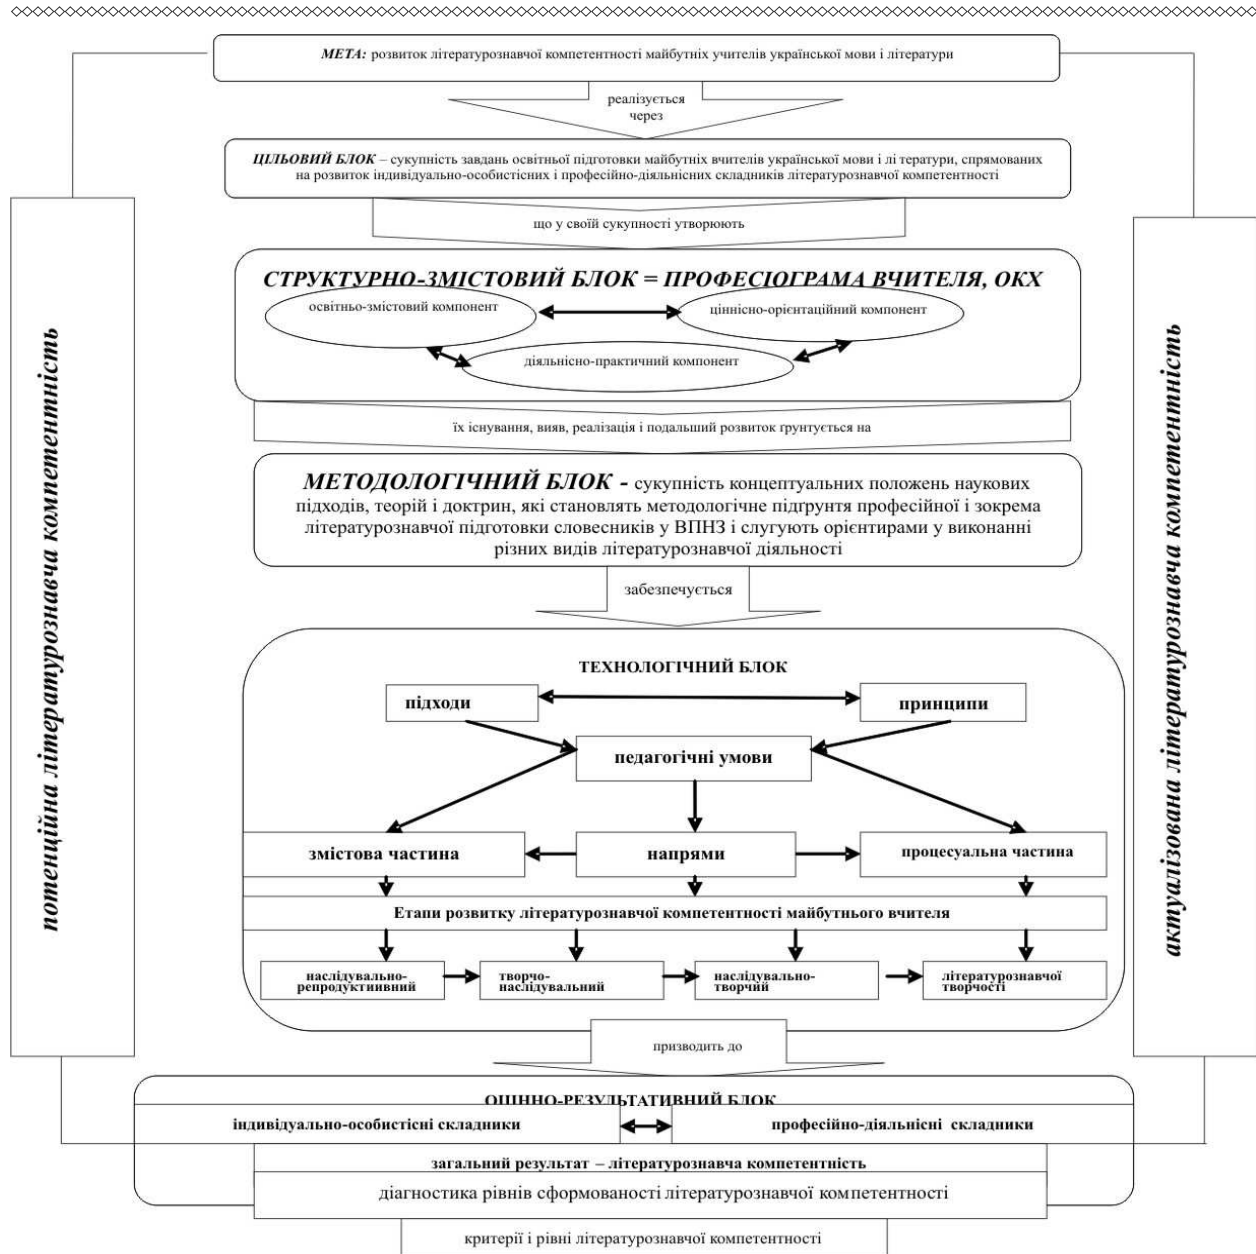 МЕТА: розвиток літературознавчої компетентності майбутніх учителів української мови і літератури
реалізується
через
ЦІЛЬОВИЙ БЛОК – сукупність завдань освітньої підготовки майбутніх вчителів української мови і лі тератури, спрямованих
на розвиток індивідуально-особистісних і професійно-діяльнісних складників літературознавчої компетентності
що у своїй сукупності утворюють
СТРУКТУРНО-ЗМІСТОВИЙ БЛОК = ПРОФЕСІОГРАМА ВЧИТЕЛЯ, ОКХ
освітньо-змістовий компонент
ціннісно-орієнтаційний компонент
діяльнісно-практичний компонент
їх існування, вияв, реалізація і подальший розвиток ґрунтується на
МЕТОДОЛОГІЧНИЙ БЛОК - сукупність концептуальних положень наукових
підходів, теорій і доктрин, які становлять методологічне підґрунтя професійної і зокрема
літературознавчої підготовки словесників у ВПНЗ і слугують орієнтирами у виконанні
різних видів літературознавчої діяльності
забезпечується
потенційна літературознавча компетентність
актуалізована літературознавча компетентність
ТЕХНОЛОГІЧНИЙ БЛОК
підходи
принципи
педагогічні умови
змістова частина
напрями
процесуальна частина
Етапи розвитку літературознавчої компетентності майбутнього вчителя
наслідувально-
репродуктиивний
творчо-
наслідувальний
наслідувально-
творчий
літературознавчої
творчості
призводить до
ОЦІННО-РЕЗУЛЬТАТИВНИЙ БЛОК
індивідуально-особистісні складники
професійно-діяльнісні складники
загальний результат – літературознавча компетентність
діагностика рівнів сформованості літературознавчої компетентності
критерії і рівні літературознавчої компетентності